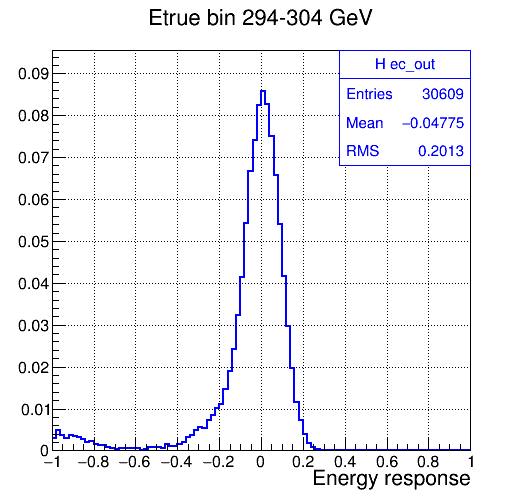 Etrue bin 294-304 GeV
H ec_out
Entries 30609
Mean −0.04775
RMS 0.2013
0.09
0.08
0.07
0.06
0.05
0.04
0.03
0.02
0.01
0
−1 −0.8 −0.6 −0.4 −0.2 0 0.2 0.4 0.6 0.8 1
Energy response